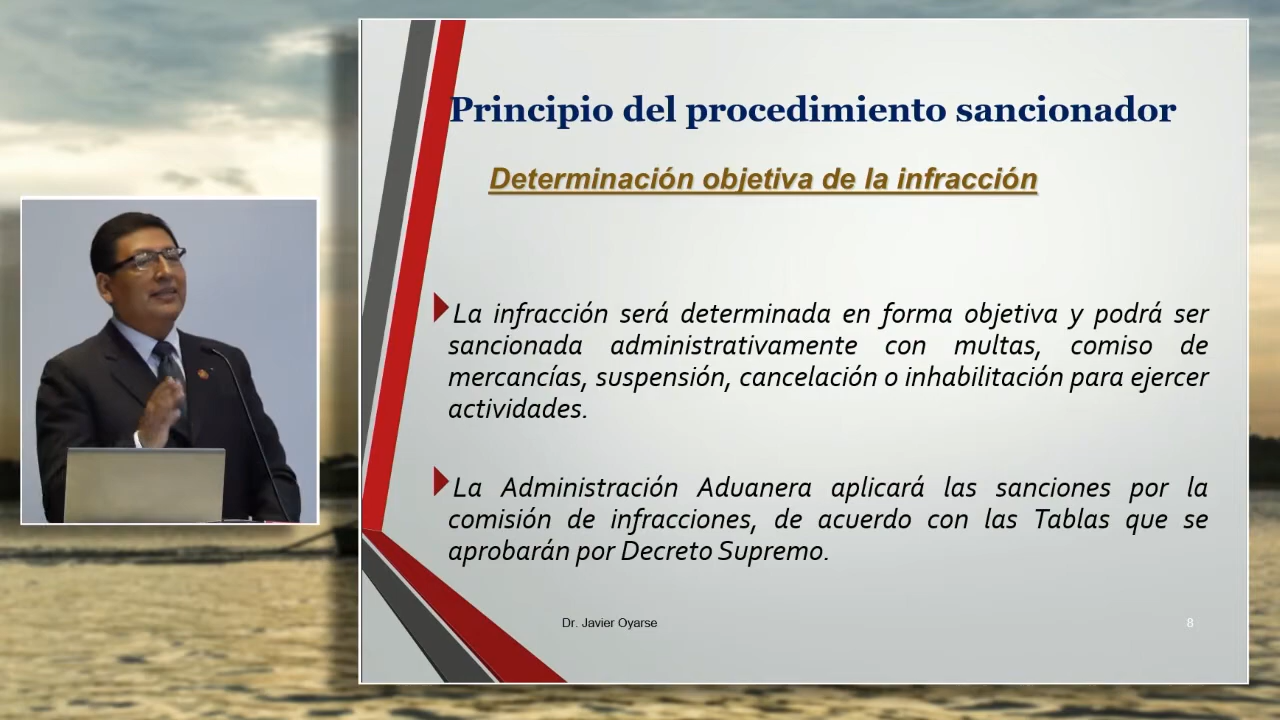 Principio del procedimiento sancionador
Determinación objetiva de la infracción
La infracción será determinada en forma objetiva y podrá ser
sancionada administrativamente con multas, comiso de
mercancías, suspensión, cancelación o inhabilitación para ejercer
actividades.
La Administración Aduanera aplicará las sanciones por la
comisión de infracciones, de acuerdo con las Tablas que se
aprobarán por Decreto Supremo.
Dr. Javier Oyarse
8